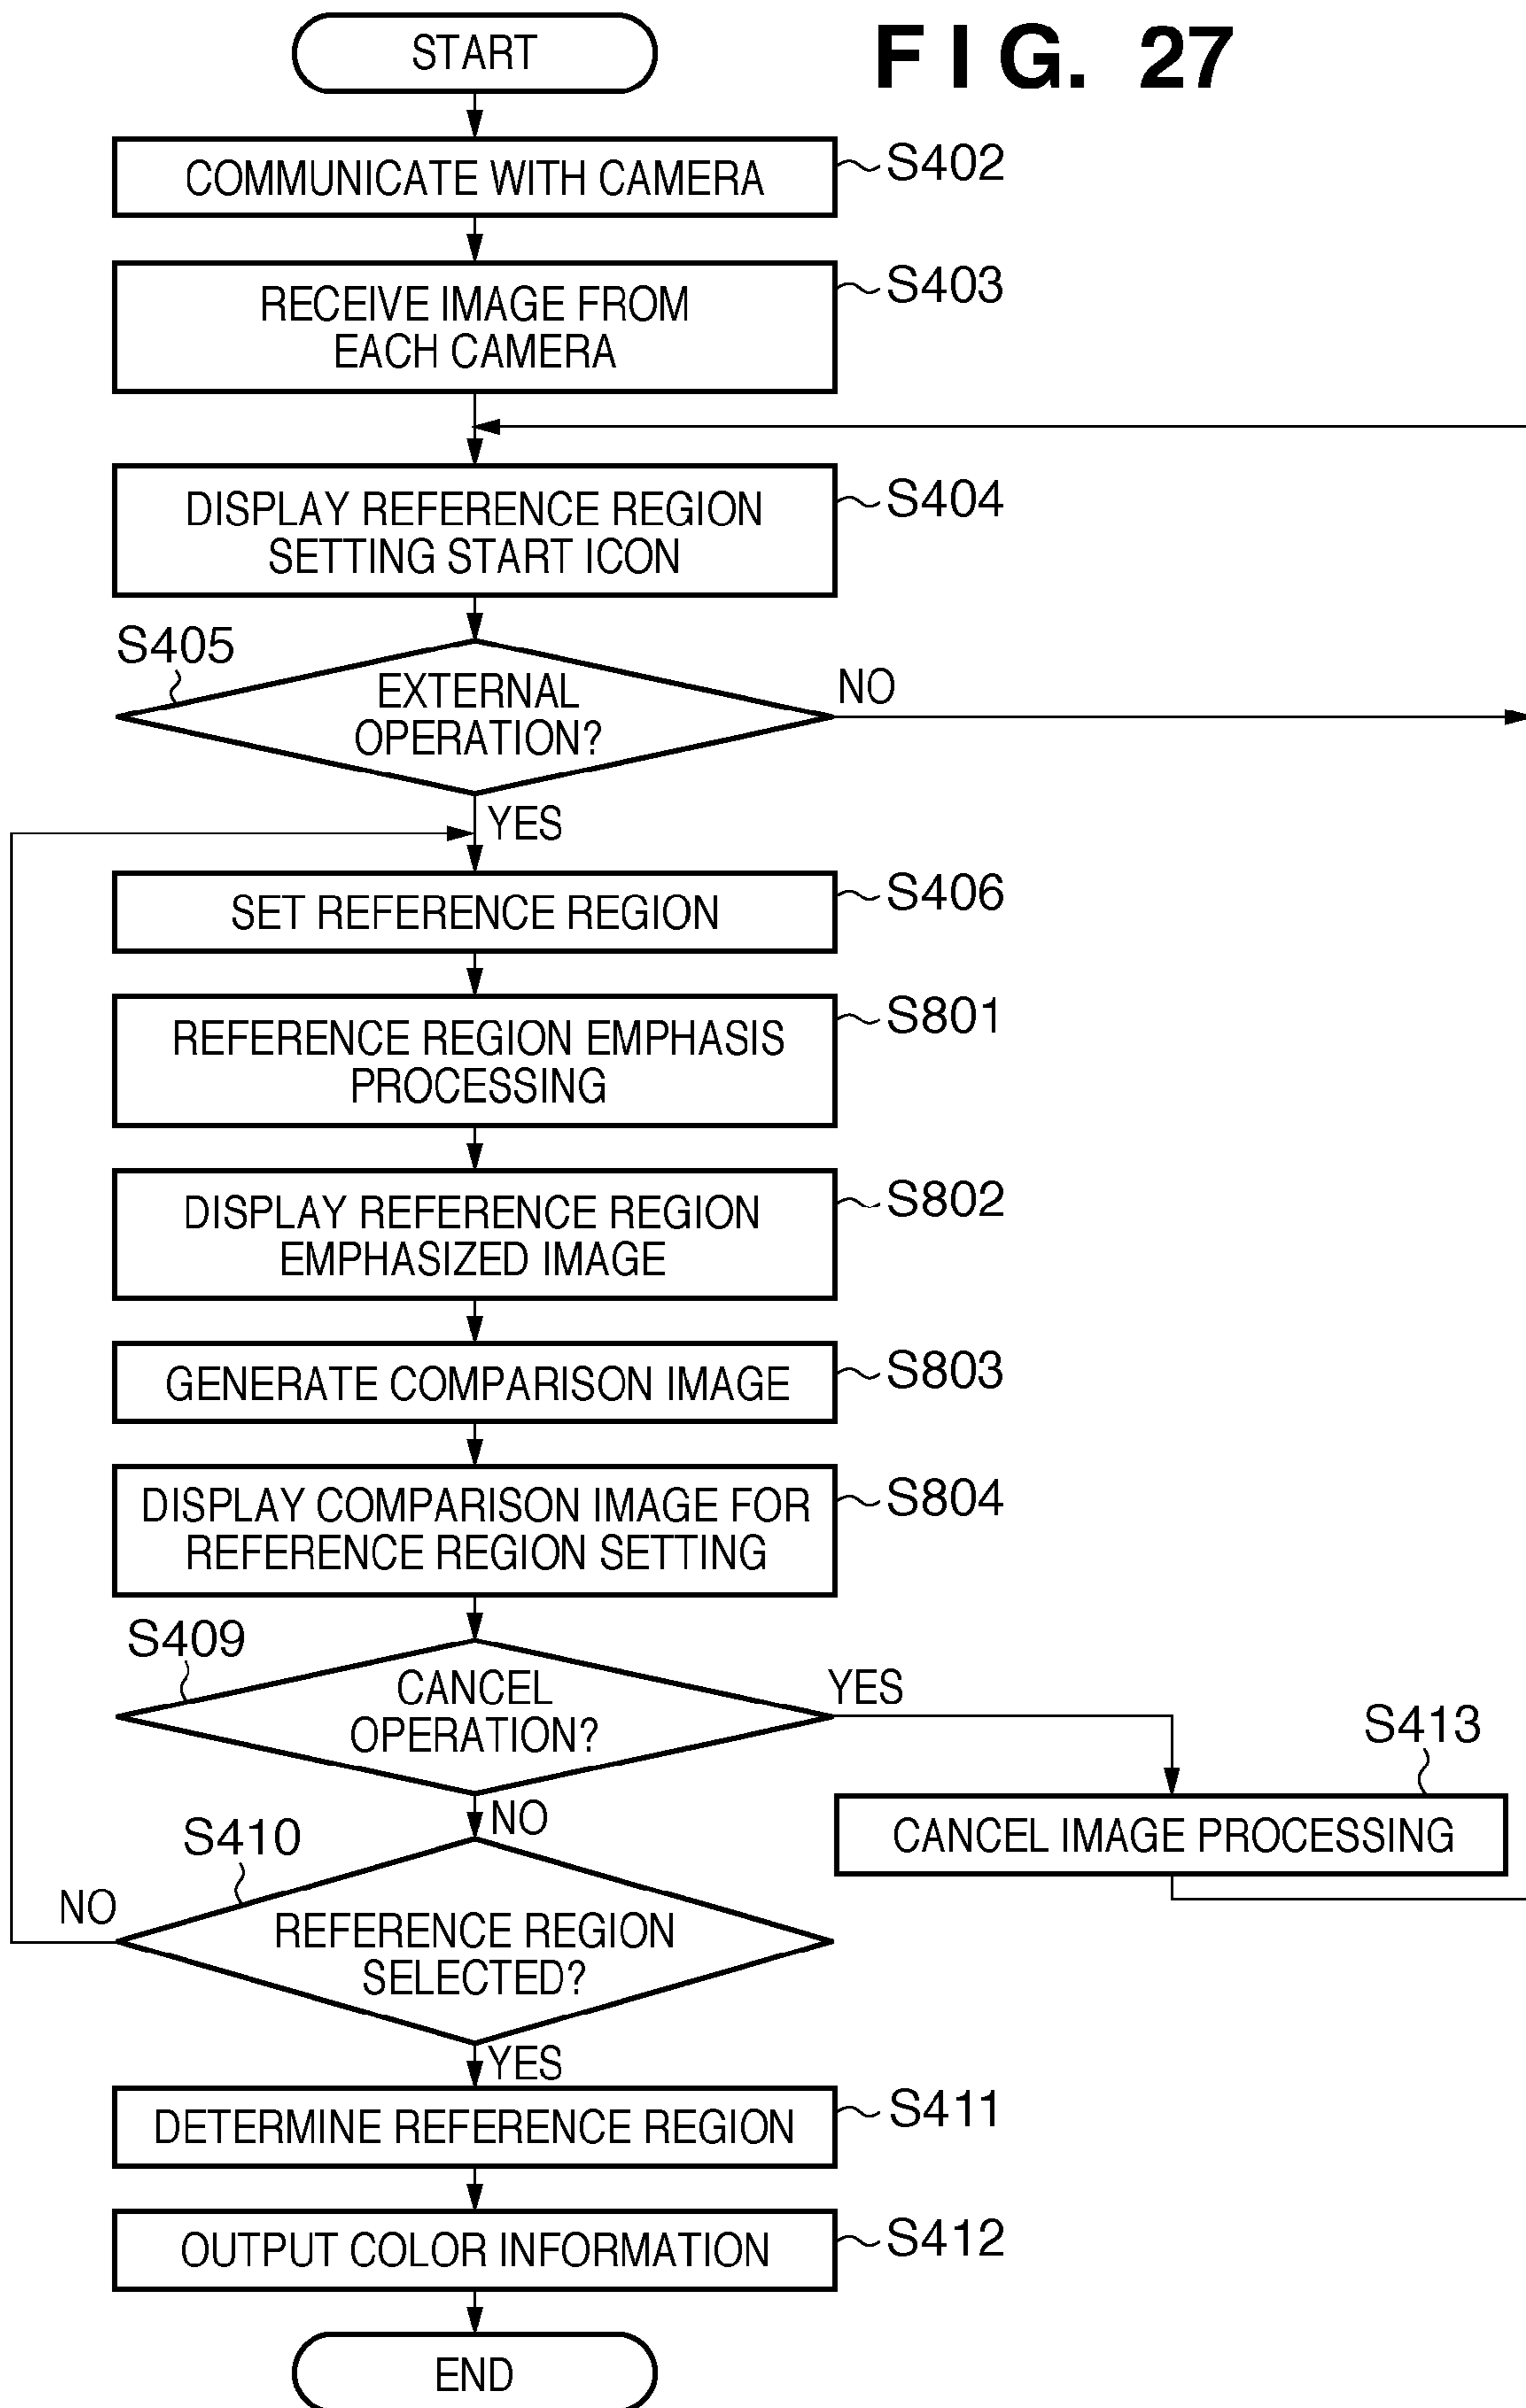 START
F I G. 27
COMMUNICATE WITH CAMERA
S402
RECEIVE IMAGE FROM
EACH CAMERA
S403
DISPLAY REFERENCE REGION
SETTING START ICON
S404
S405
EXTERNAL
OPERATION?
NO
YES
SET REFERENCE REGION
S406
REFERENCE REGION EMPHASIS
PROCESSING
S801
DISPLAY REFERENCE REGION
EMPHASIZED IMAGE
S802
GENERATE COMPARISON IMAGE
S803
DISPLAY COMPARISON IMAGE FOR
REFERENCE REGION SETTING
S804
S409
CANCEL
OPERATION?
YES
S413
CANCEL IMAGE PROCESSING
NO
S410
NO
REFERENCE REGION
SELECTED?
YES
DETERMINE REFERENCE REGION
S411
OUTPUT COLOR INFORMATION
S412
END